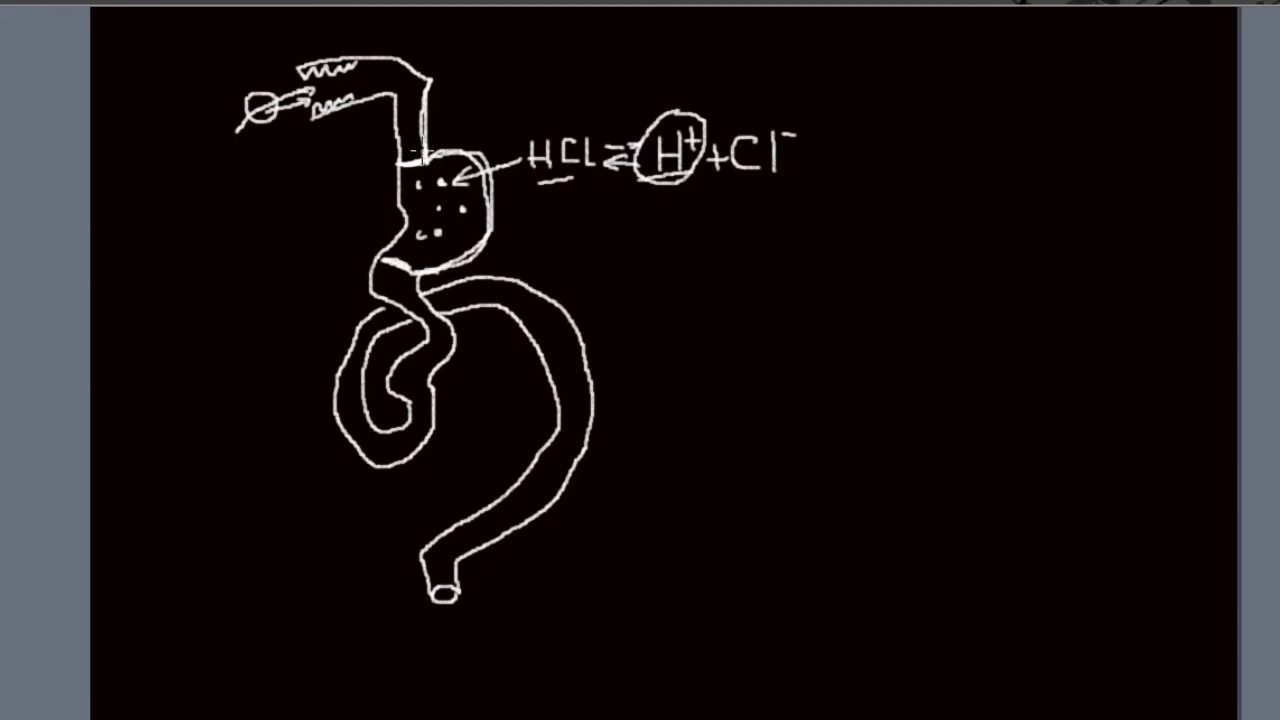 HCl ⇌ H⁺ + Cl⁻